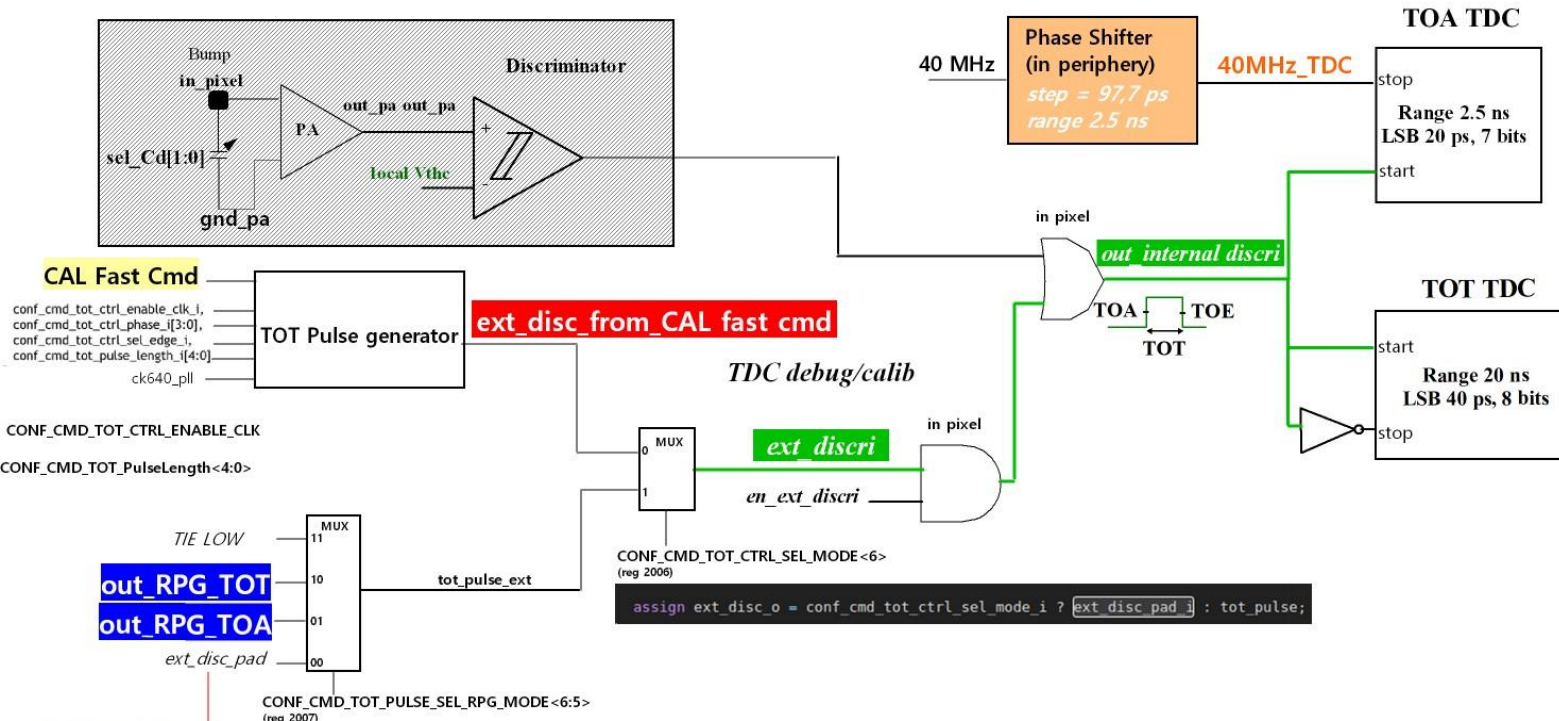 TOA TDC
Phase Shifter
(in periphery)
step = 97,7 ps
range 2.5 ns
40 MHz
40MHz_TDC
stop
Range 2.5 ns
LSB 20 ps, 7 bits
start
Bump
in_pixel
Discriminator
out_pa out_pa
PA
+
sel_Cd[1:0]
local Vthc
-
gnd_pa
in pixel
out_internal discri
TOA
TOE
TOT
TOT TDC
start
Range 20 ns
LSB 40 ps, 8 bits
stop
CAL Fast Cmd
conf_cmd_tot_ctrl_enable_clk_i,
conf_cmd_tot_ctrl_phase_i[3:0],
conf_cmd_tot_ctrl_sel_edge_i,
conf_cmd_tot_pulse_length_i[4:0]
ck640_pll
TOT Pulse generator
ext_disc_from_CAL fast cmd
TDC debug/calib
CONF_CMD_TOT_CTRL_ENABLE_CLK
CONF_CMD_TOT_PulseLength<4:0>
MUX
0
1
ext_discri
in pixel
en_ext_discri
CONF_CMD_TOT_CTRL_SEL_MODE<6>
(reg 2006)
assign ext_disc_o = conf_cmd_tot_ctrl_sel_mode_i ? ext_disc_pad_i : tot_pulse;
MUX
TIE LOW
11
out_RPG_TOT
10
out_RPG_TOA
01
ext_disc_pad
00
tot_pulse_ext
CONF_CMD_TOT_PULSE_SEL_RPG_MODE<6:5>
(reg 2007)